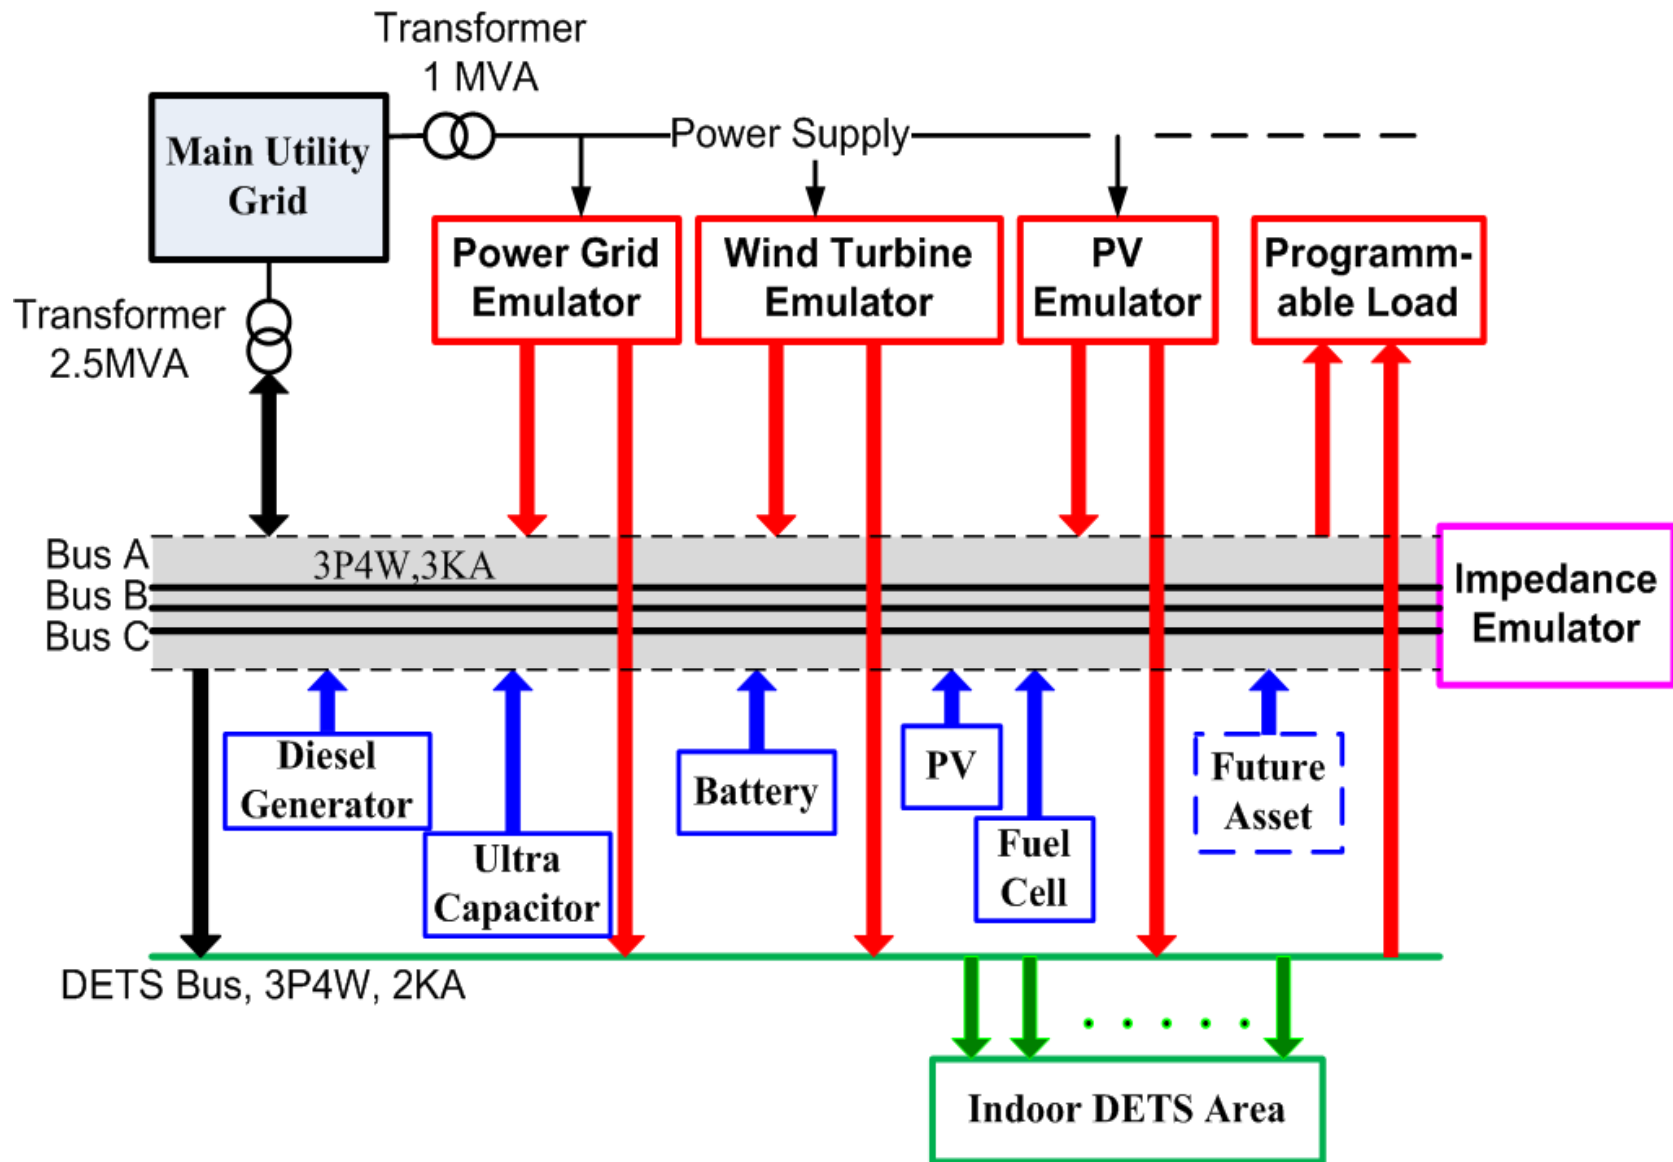 Transformer
1 MVA
Main Utility
Grid
Power Supply
Transformer
2.5MVA
Power Grid
Emulator
Wind Turbine
Emulator
PV
Emulator
Programm-
able Load
Bus A
Bus B
Bus C
3P4W,3KA
Impedance
Emulator
Diesel
Generator
Ultra
Capacitor
Battery
PV
Fuel
Cell
Future
Asset
DETS Bus, 3P4W, 2KA
Indoor DETS Area